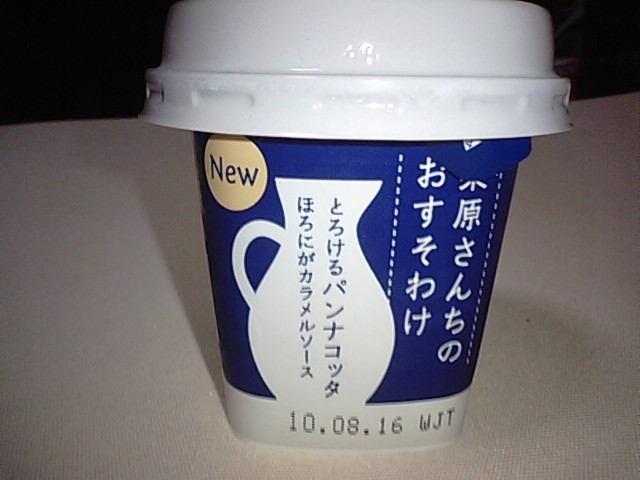 New
栗原さんちの
おすそわけ
とろけるパンナコッタ
ほろにがカラメルソース
10.08.16 WJT